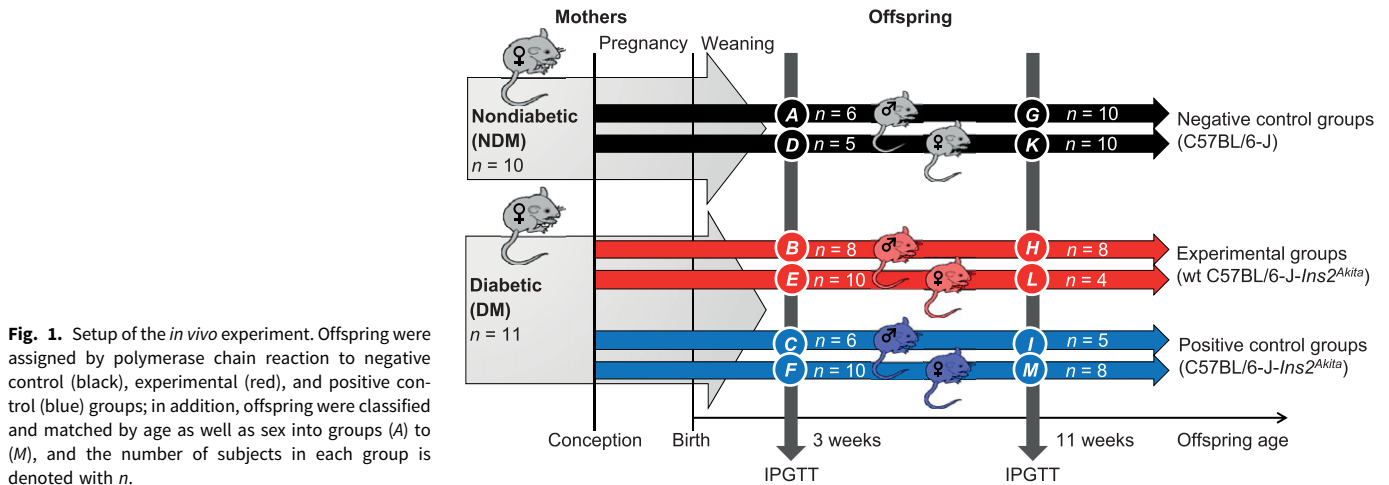 Mothers
Offspring
Pregnancy
Weaning
♀
Nondiabetic
(NDM)
n = 10
A n = 6 ♂ G n = 10
D n = 5 ♀ K n = 10
Negative control groups
(C57BL/6-J)
♀
Diabetic
(DM)
n = 11
B n = 8 ♂ H n = 8
E n = 10 ♀ L n = 4
Experimental groups
(wt C57BL/6-J-Ins2Akita)
C n = 6 ♂ I n = 5
F n = 10 ♀ M n = 8
Positive control groups
(C57BL/6-J-Ins2Akita)
Conception
Birth
3 weeks
11 weeks
Offspring age
IPGTT
IPGTT
Fig. 1. Setup of the in vivo experiment. Offspring were
assigned by polymerase chain reaction to negative
control (black), experimental (red), and positive con-
trol (blue) groups; in addition, offspring were classified
and matched by age as well as sex into groups (A) to
(M), and the number of subjects in each group is
denoted with n.